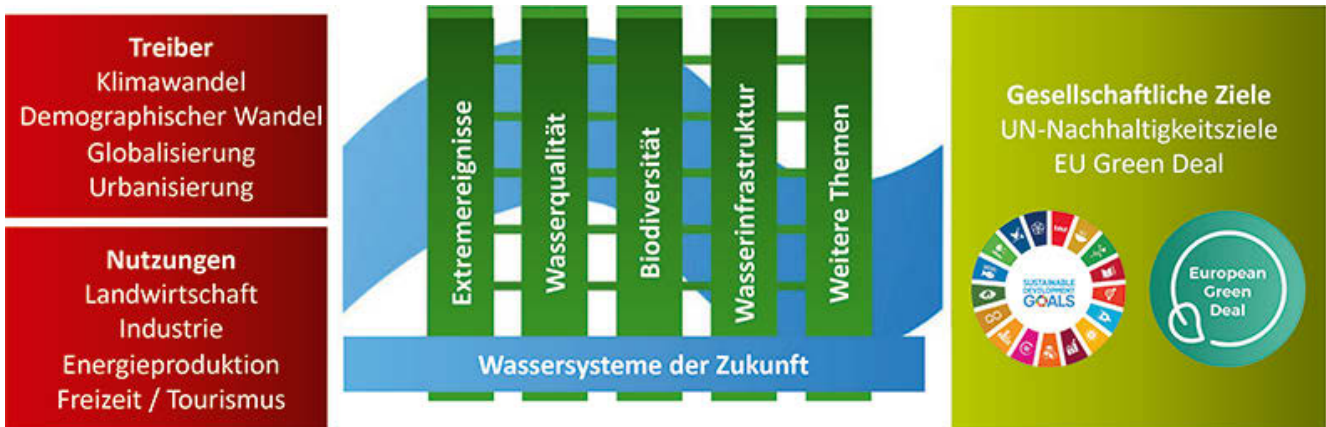 Treiber
Klimawandel
Demographischer Wandel
Globalisierung
Urbanisierung
Nutzungen
Landwirtschaft
Industrie
Energieproduktion
Freizeit / Tourismus
Extremereignisse
Wasserqualität
Biodiversität
Wasserinfrastruktur
Weitere Themen
Wassersysteme der Zukunft
Gesellschaftliche Ziele
UN-Nachhaltigkeitsziele
EU Green Deal
SUSTAINABLE
DEVELOPMENT
GOALS
European
Green
Deal